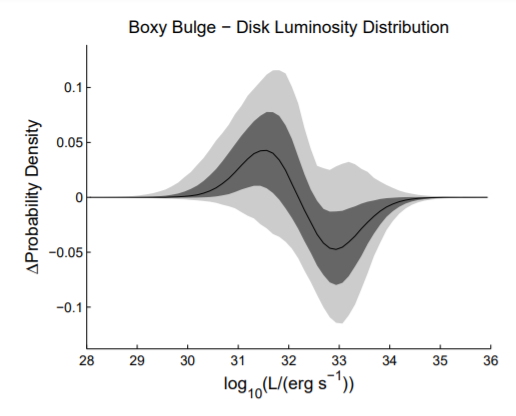 Boxy Bulge − Disk Luminosity Distribution
0.1
0.05
0
−0.05
−0.1
ΔProbability Density
28 29 30 31 32 33 34 35 36
log10(L/(erg s−1))